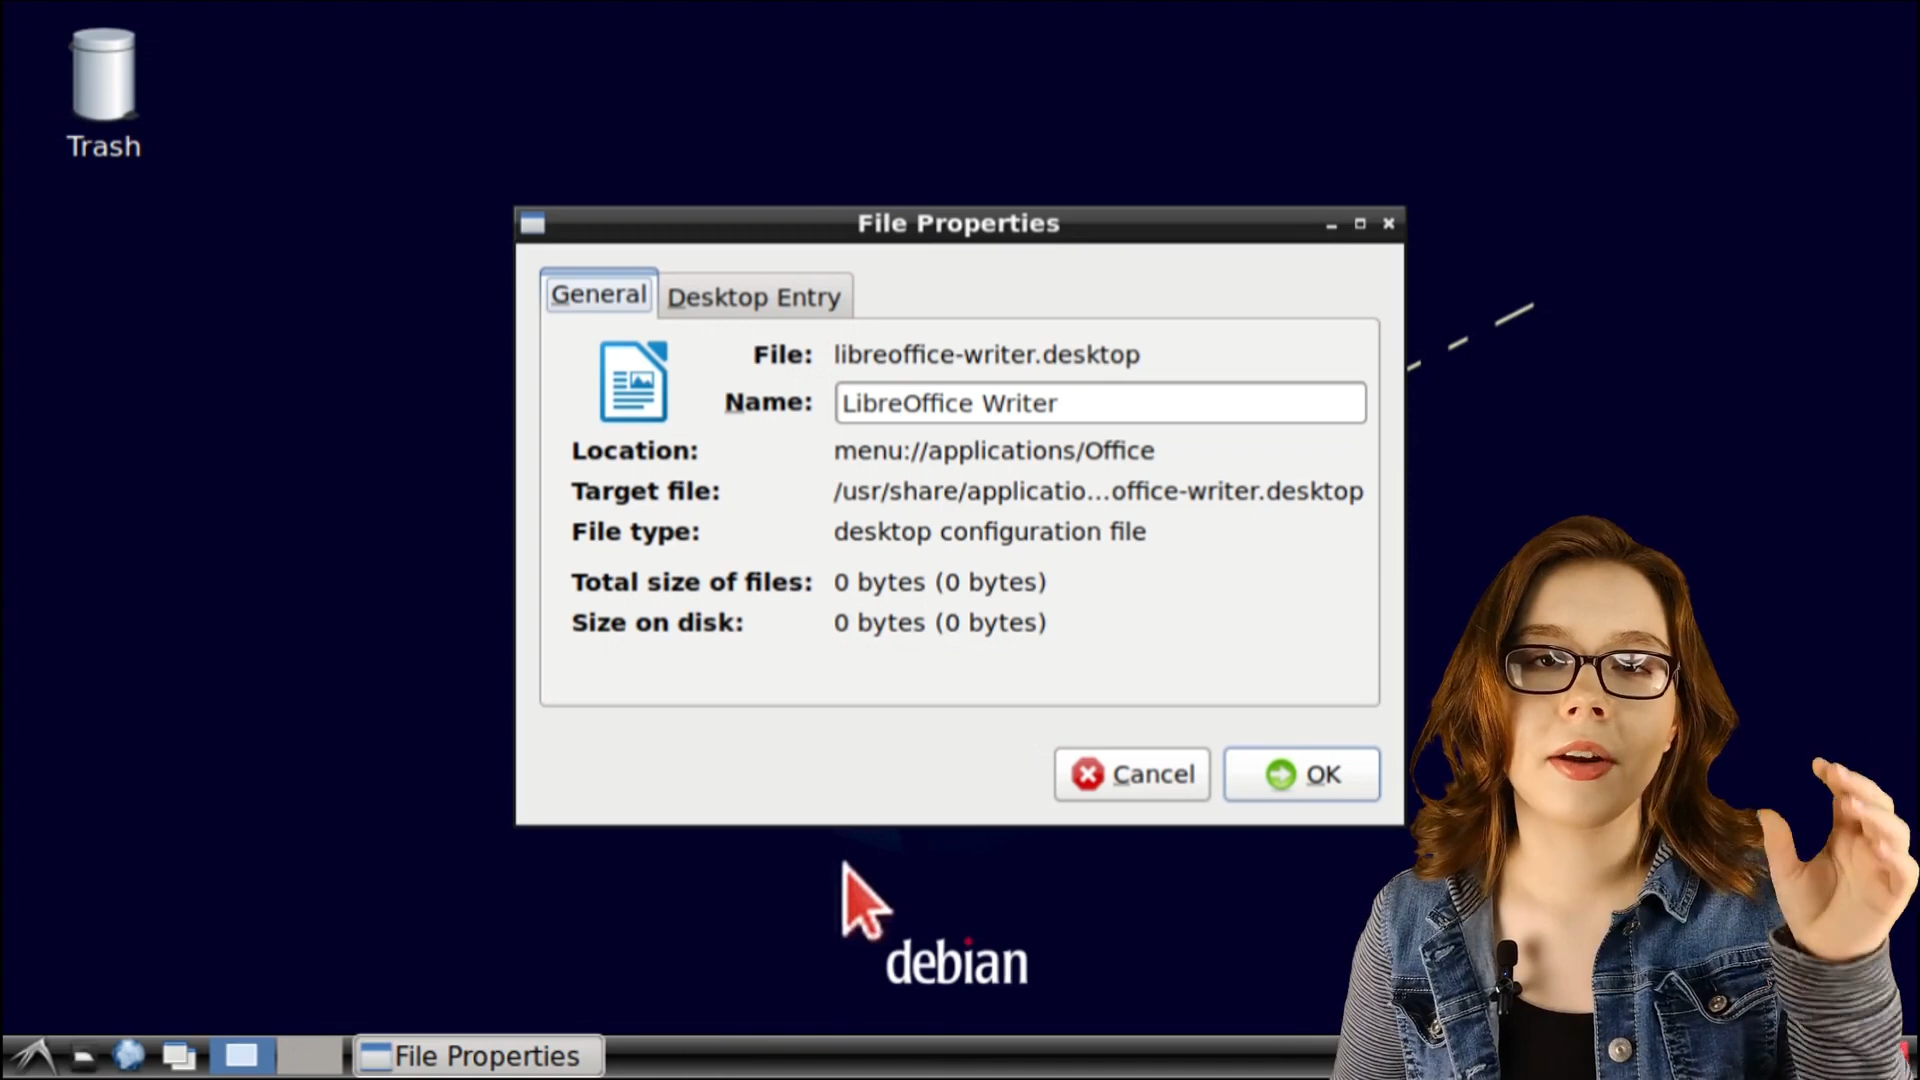 Trash
File Properties
General
Desktop Entry
File: libreoffice-writer.desktop
Name: LibreOffice Writer
Location: menu://applications/Office
Target file: /usr/share/applicatio...office-writer.desktop
File type: desktop configuration file
Total size of files: 0 bytes (0 bytes)
Size on disk: 0 bytes (0 bytes)
Cancel
OK
debian
File Properties